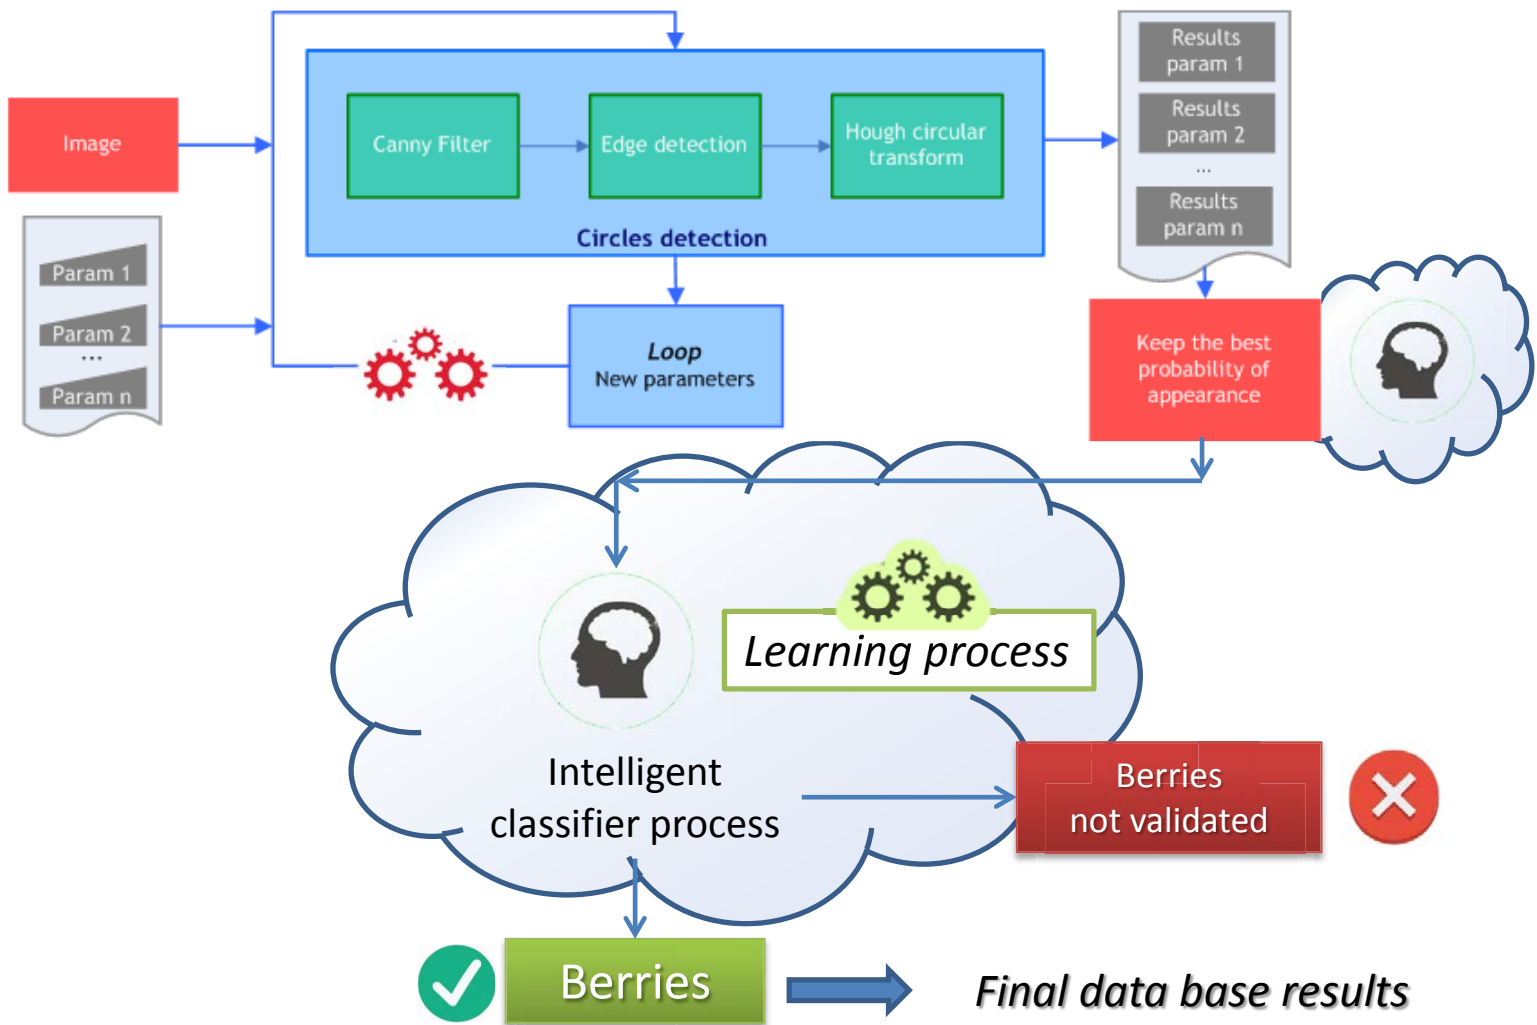 Image
Param 1
Param 2
...
Param n
Canny Filter
Edge detection
Hough circular
transform
Circles detection
Loop
New parameters
Results
param 1
Results
param 2
...
Results
param n
Keep the best
probability of
appearance
Learning process
Intelligent
classifier process
Berries
not validated
Berries
Final data base results